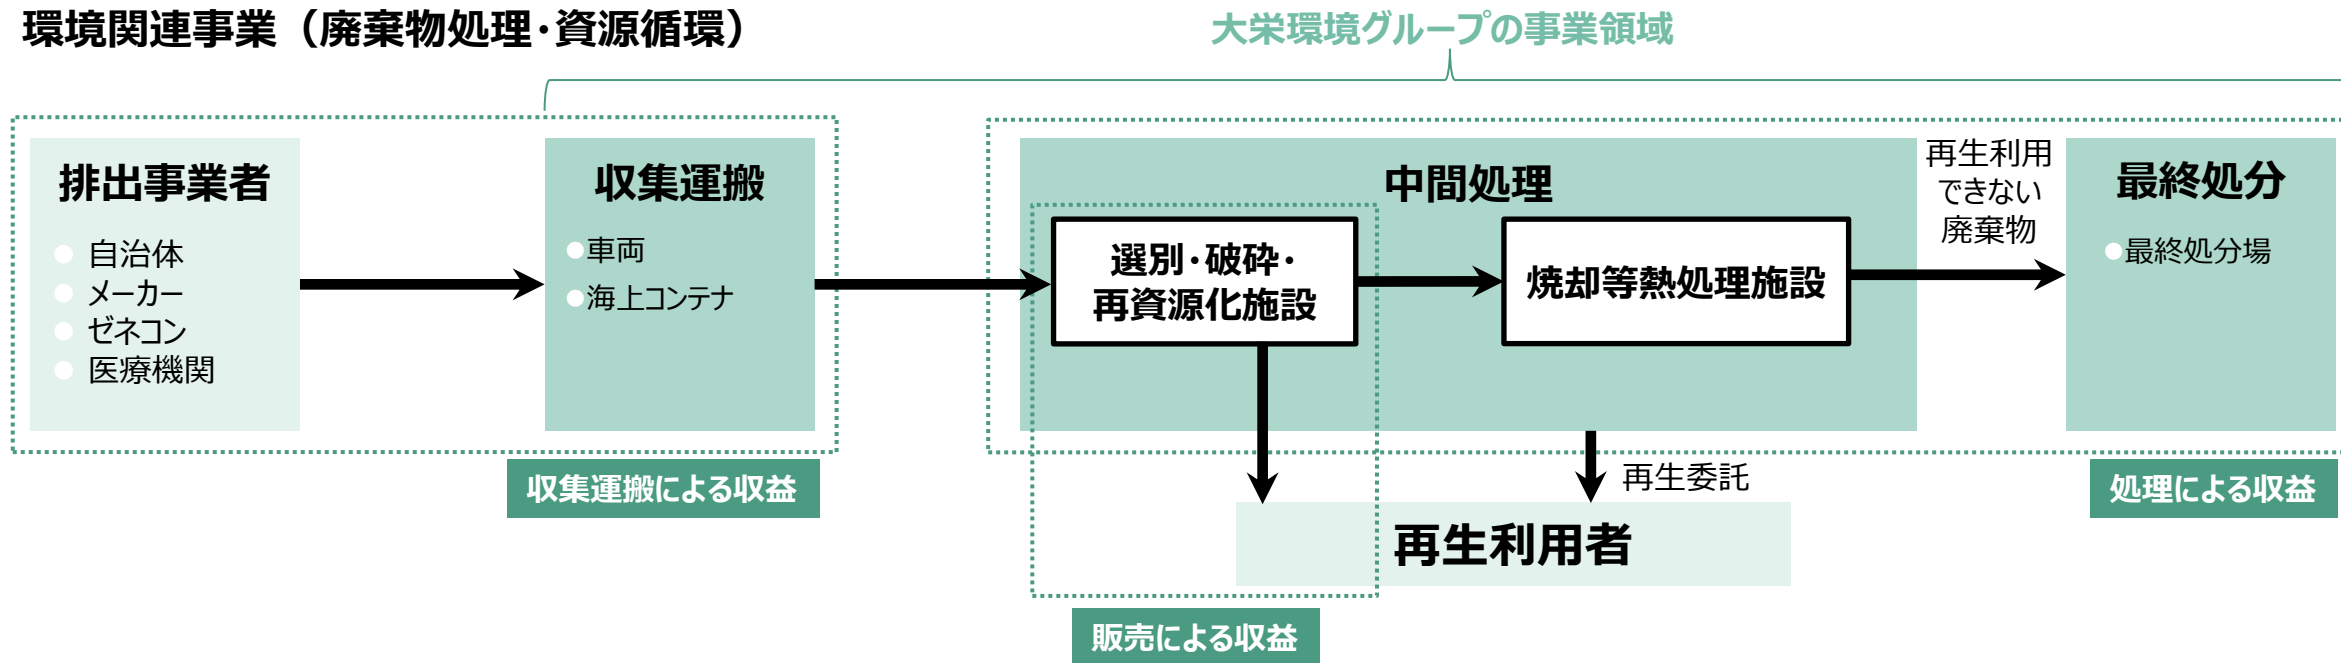 環境関連事業（廃棄物処理･資源循環）
大栄環境グループの事業領域
排出事業者
自治体
メーカー
ゼネコン
医療機関
収集運搬
車両
海上コンテナ
収集運搬による収益
中間処理
選別･破砕･
再資源化施設
焼却等熱処理施設
再生利用
できない
廃棄物
最終処分
最終処分場
処理による収益
再生委託
再生利用者
販売による収益